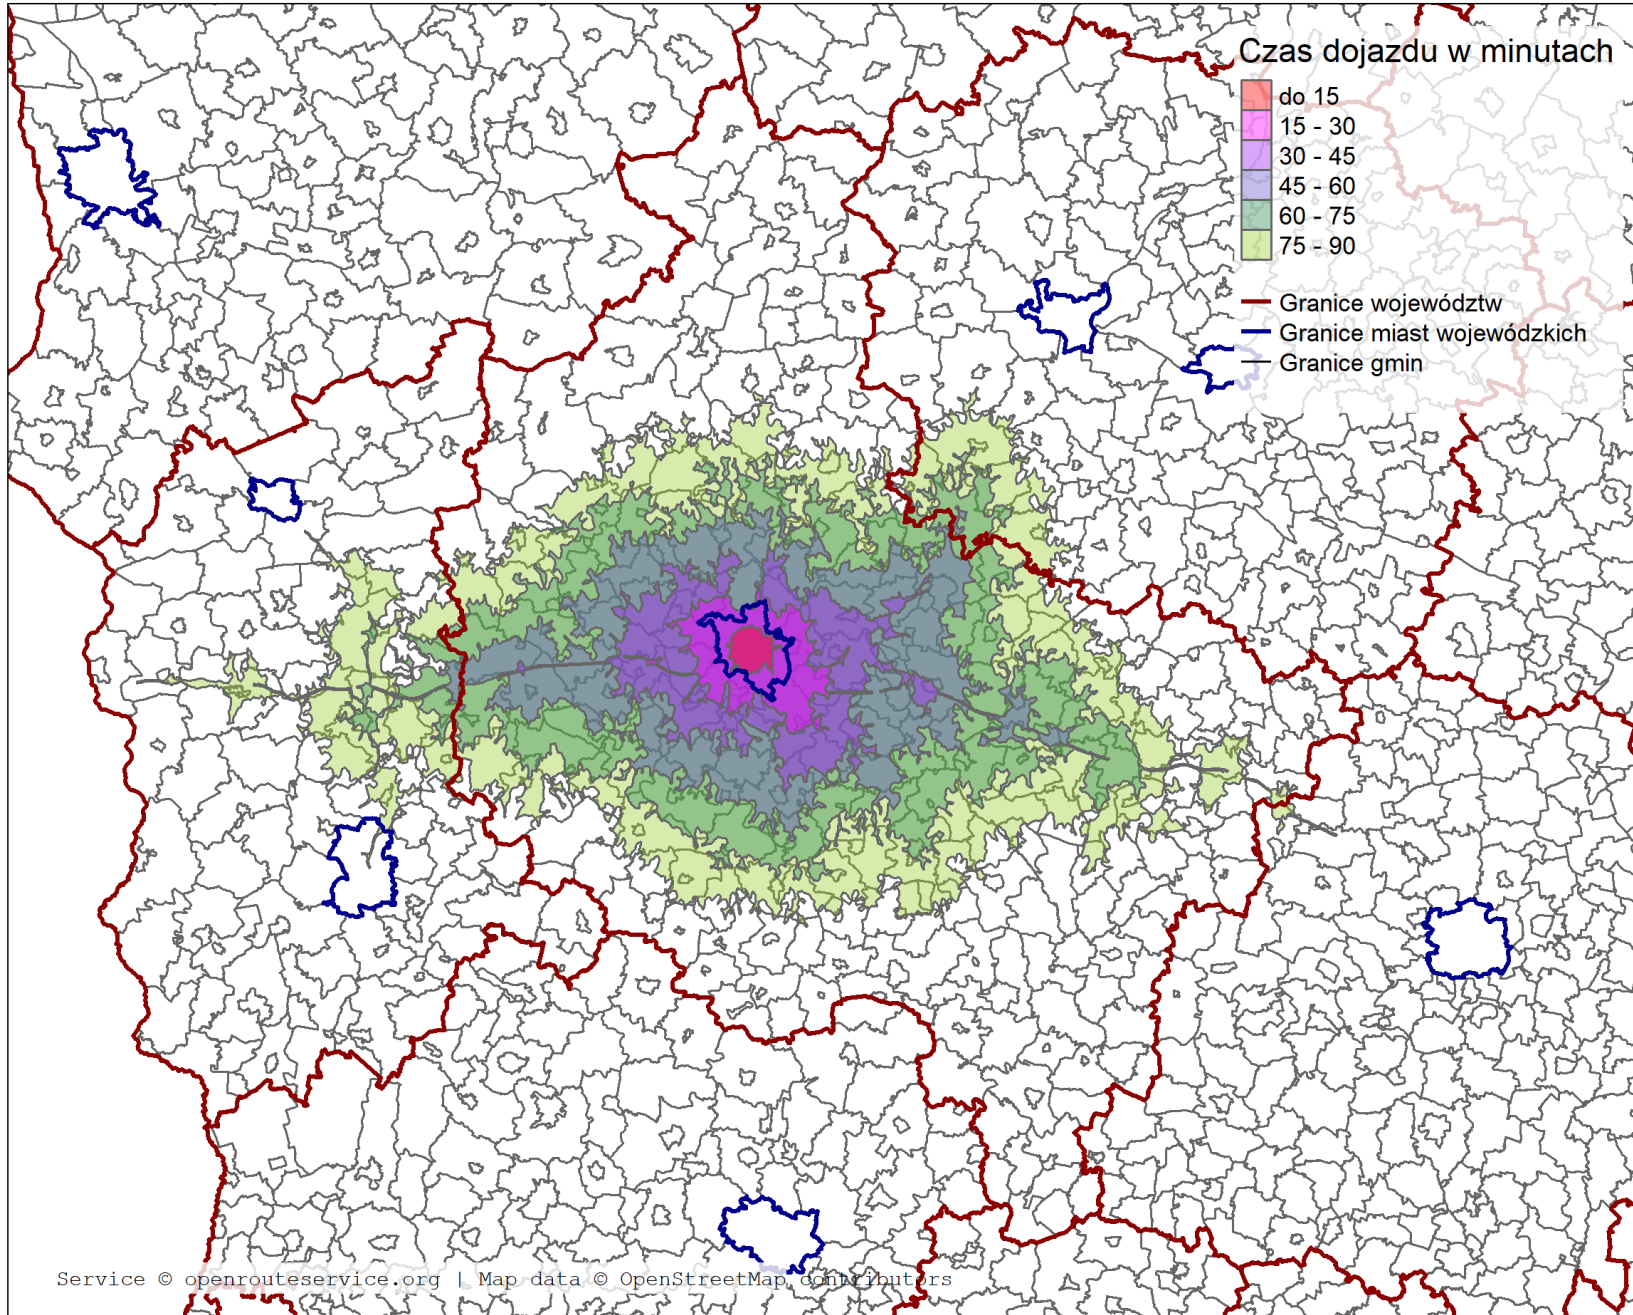 Czas dojazdu w minutach
do 15
15 - 30
30 - 45
45 - 60
60 - 75
75 - 90
Granice województw
Granice miast wojewódzkich
Granice gmin
Service © openrouteservice.org | Map data © OpenStreetMap contributors